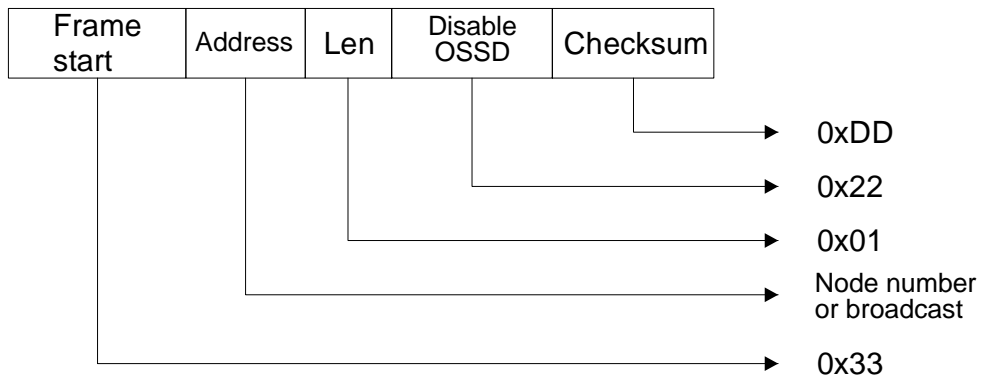 Frame
start
Address
Len
Disable
OSSD
Checksum
0xDD
0x22
0x01
Node number
or broadcast
0x33